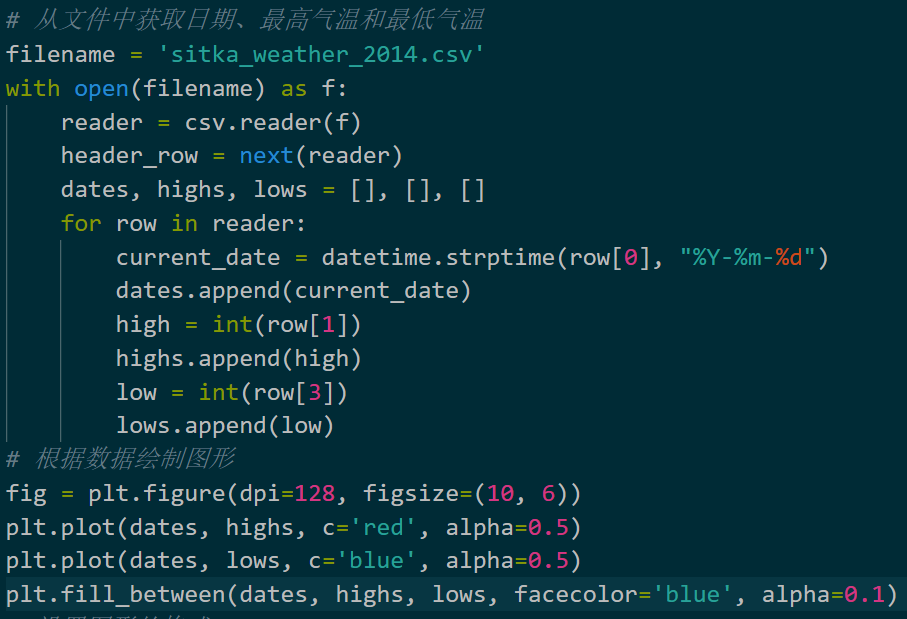 # 从文件中获取日期、最高气温和最低气温
filename = 'sitka_weather_2014.csv'
with open(filename) as f:
    reader = csv.reader(f)
    header_row = next(reader)
    dates, highs, lows = [], [], []
    for row in reader:
        current_date = datetime.strptime(row[0], "%Y-%m-%d")
        dates.append(current_date)
        high = int(row[1])
        highs.append(high)
        low = int(row[3])
        lows.append(low)
# 根据数据绘制图形
fig = plt.figure(dpi=128, figsize=(10, 6))
plt.plot(dates, highs, c='red', alpha=0.5)
plt.plot(dates, lows, c='blue', alpha=0.5)
plt.fill_between(dates, highs, lows, facecolor='blue', alpha=0.1)